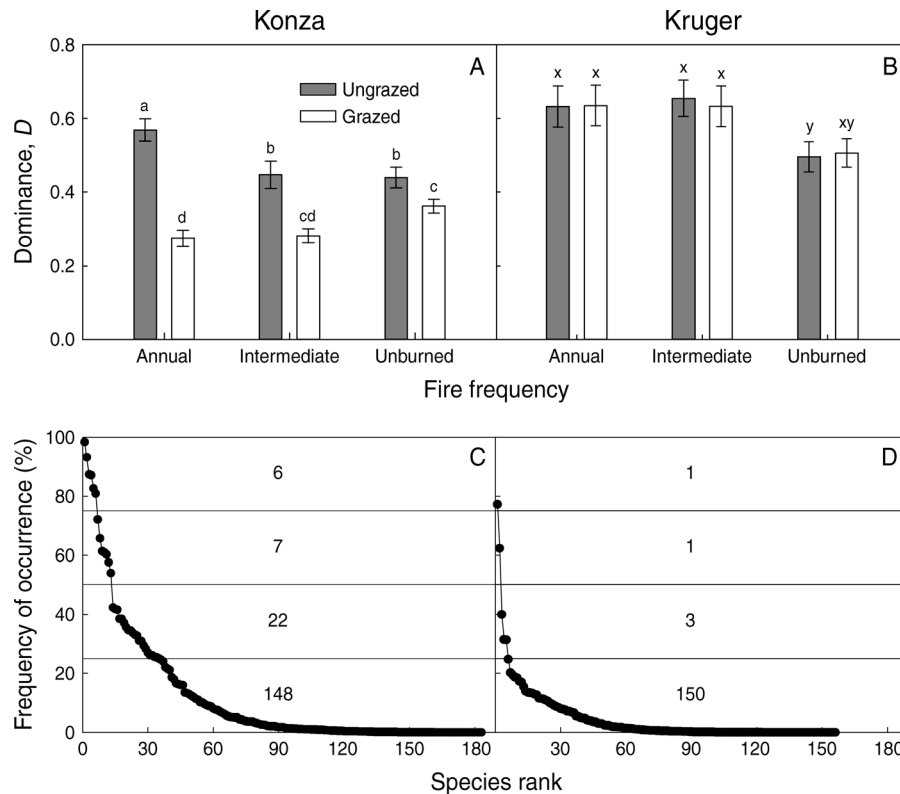 Konza
Kruger
Dominance, D
0.8
0.6
0.4
0.2
0.0
A
Ungrazed
Grazed
a
d
b
cd
b
c
B
x
x
x
x
y
xy
Annual
Intermediate
Unburned
Annual
Intermediate
Unburned
Fire frequency
Frequency of occurrence (%)
100
80
60
40
20
0
C
6
7
22
148
D
1
1
3
150
0
30
60
90
120
150
180
30
60
90
120
150
180
Species rank